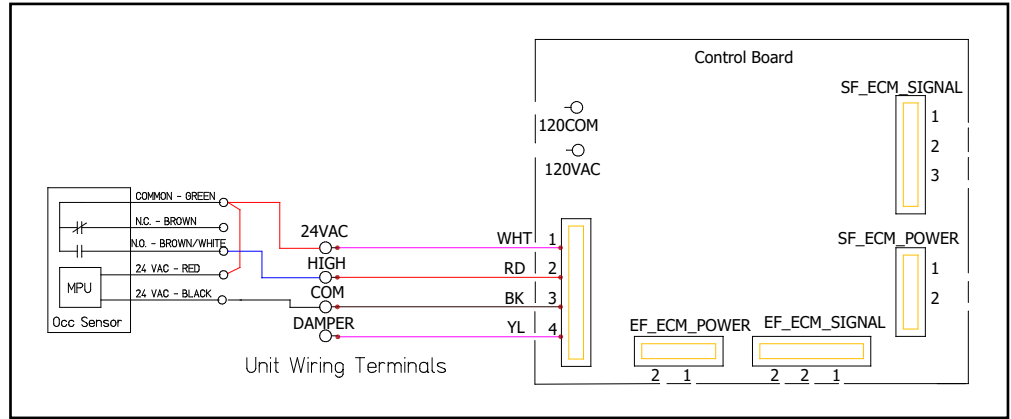 Control Board
SF_ECM_SIGNAL
1
2
3
120COM
120VAC
COMMON - GREEN
N.C. - BROWN
N.O. - BROWN/WHITE
24 VAC - RED
24 VAC - BLACK
MPU
Occ Sensor
24VAC
HIGH
COM
DAMPER
WHT 1
RD 2
BK 3
YL 4
Unit Wiring Terminals
SF_ECM_POWER
1
2
EF_ECM_POWER
2 1
EF_ECM_SIGNAL
2 2 1